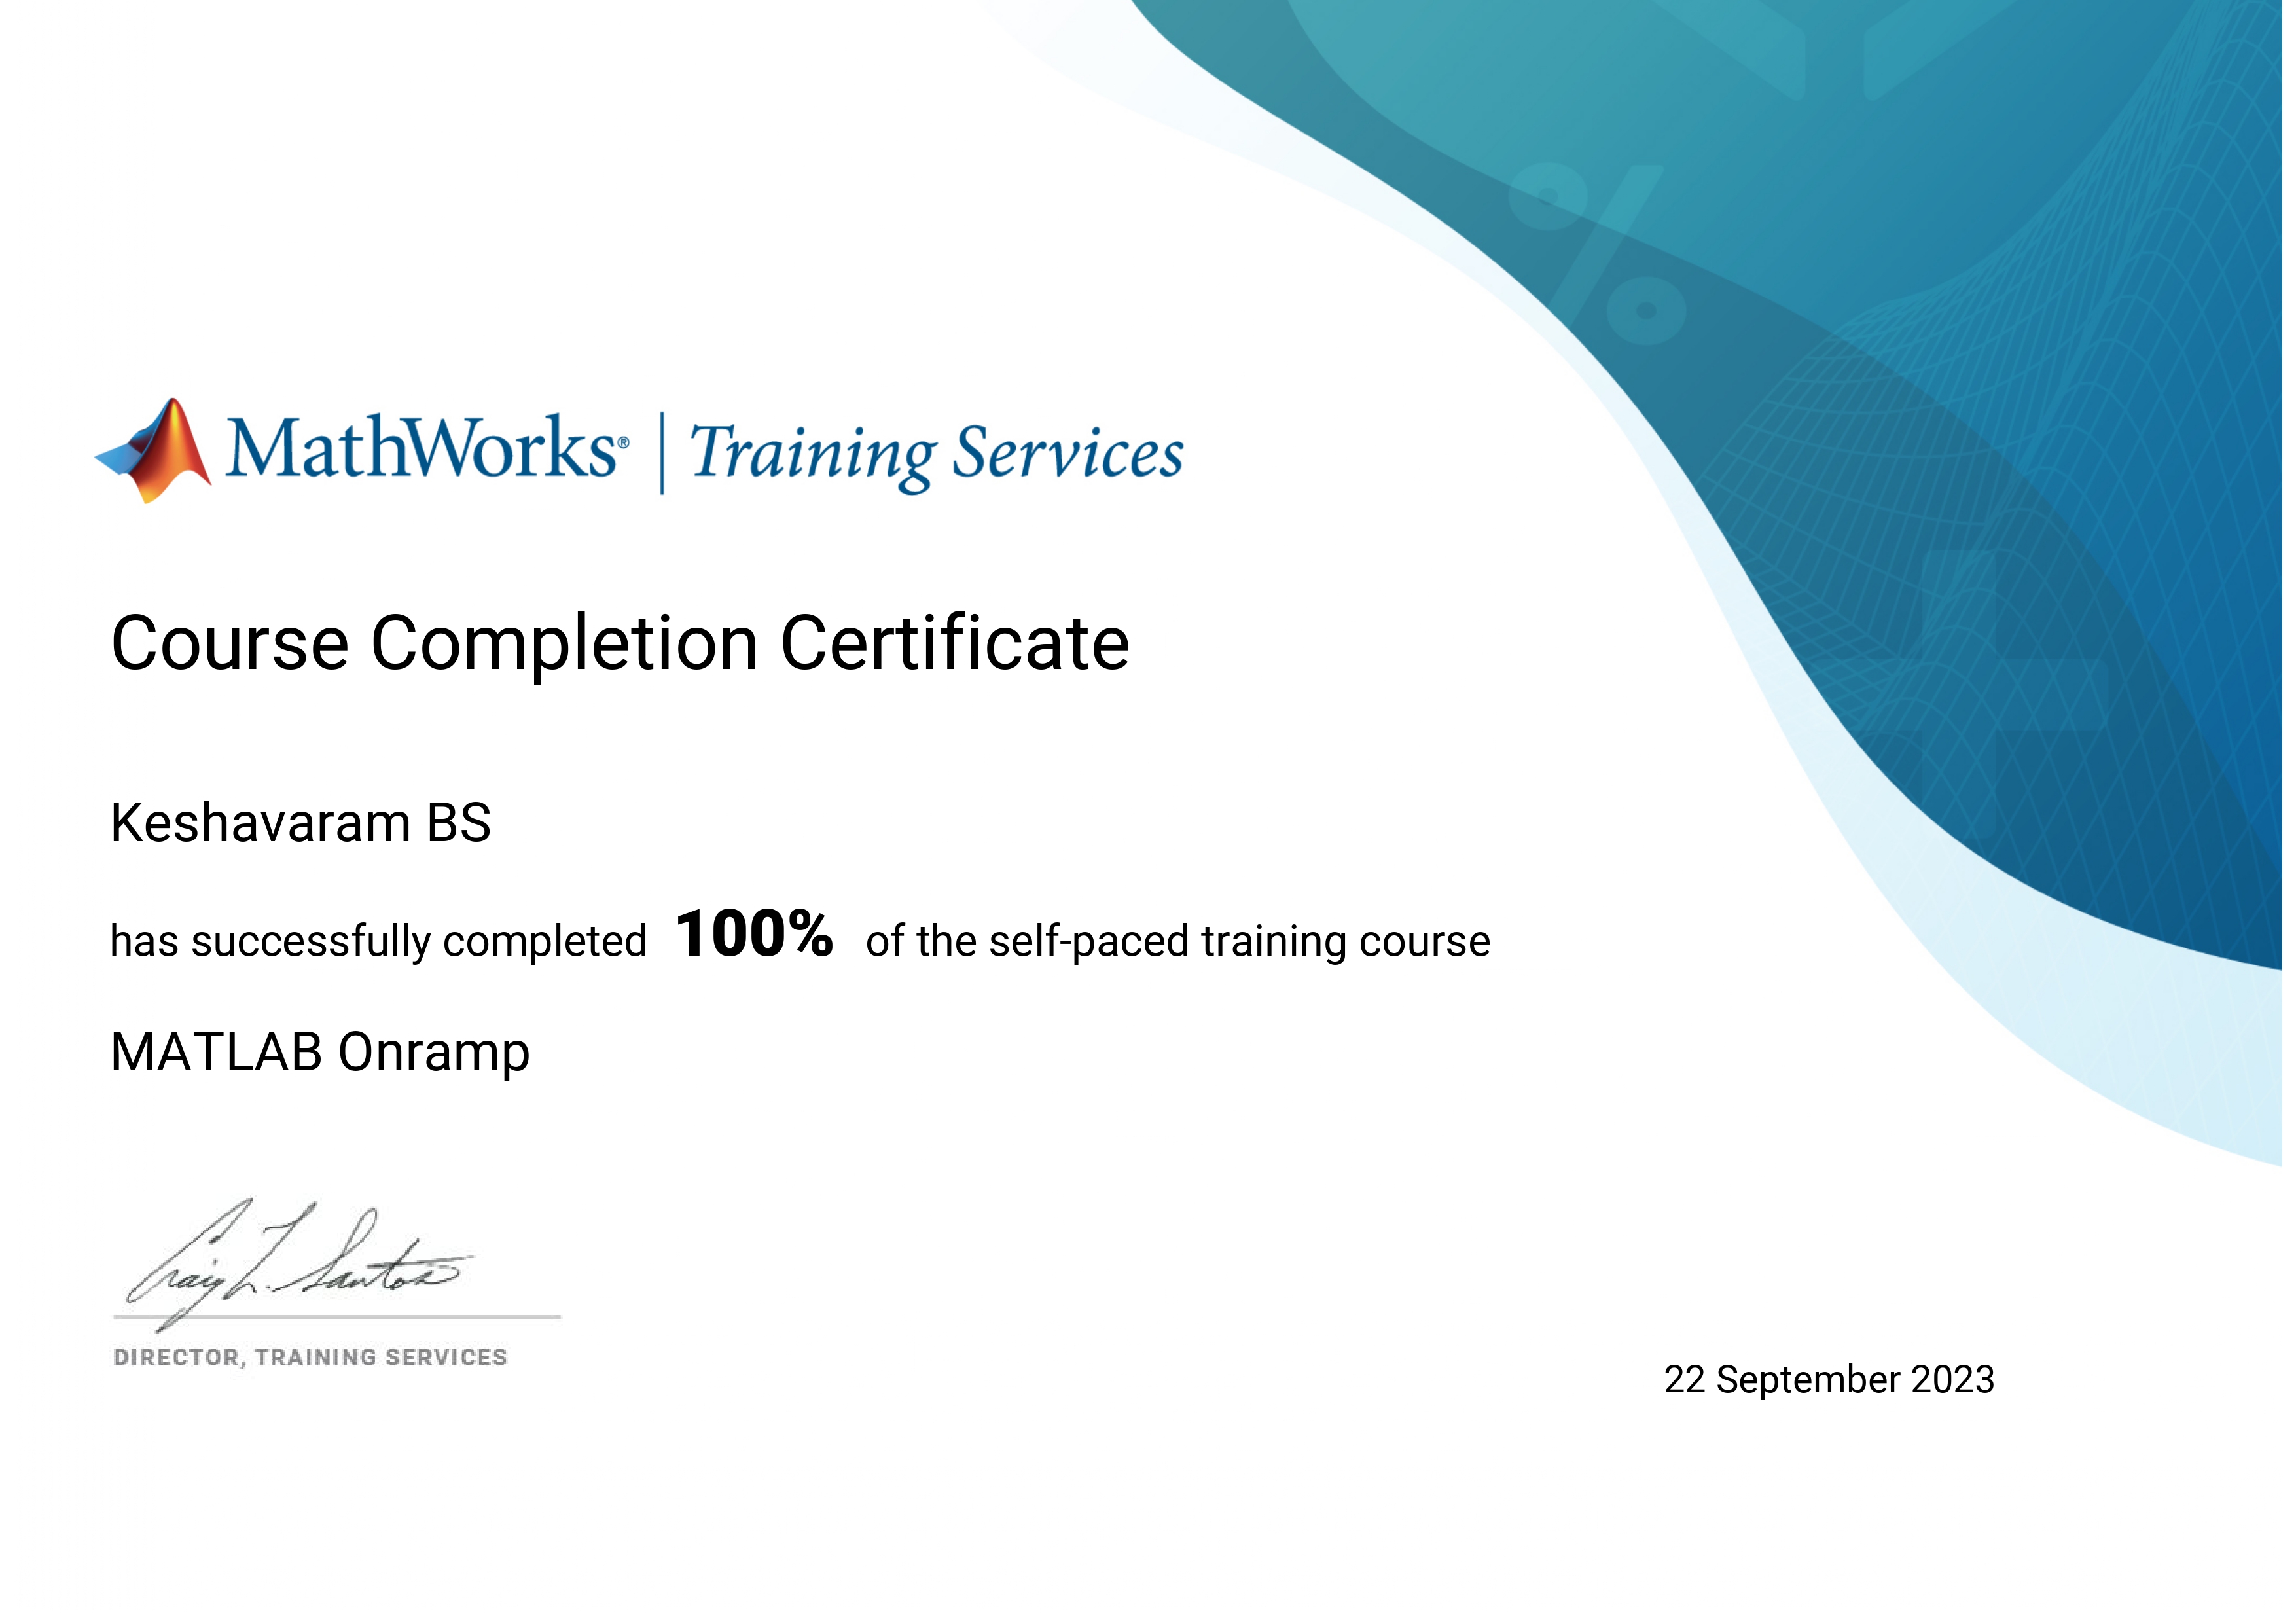 MathWorks® | Training Services
Course Completion Certificate
Keshavaram BS
has successfully completed 100% of the self-paced training course
MATLAB Onramp
Craig L. Santos
DIRECTOR, TRAINING SERVICES
22 September 2023